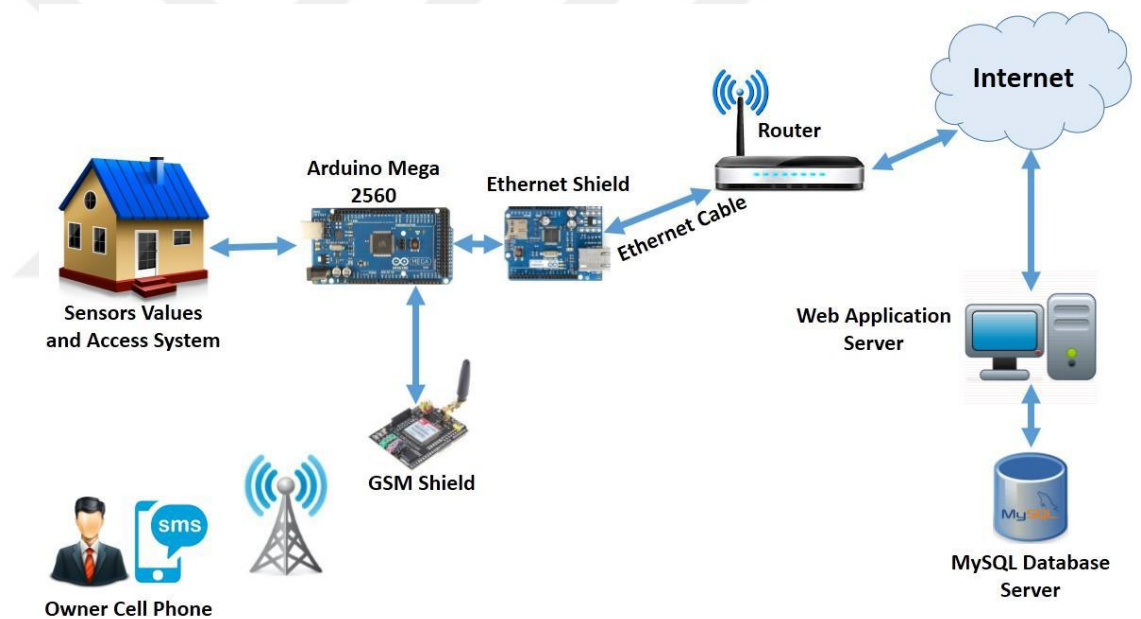 Internet
Router
Arduino Mega
2560
Ethernet Shield
Ethernet Cable
Sensors Values
and Access System
Web Application
Server
GSM Shield
sms
MySQL
MySQL Database
Server
Owner Cell Phone
MEGA